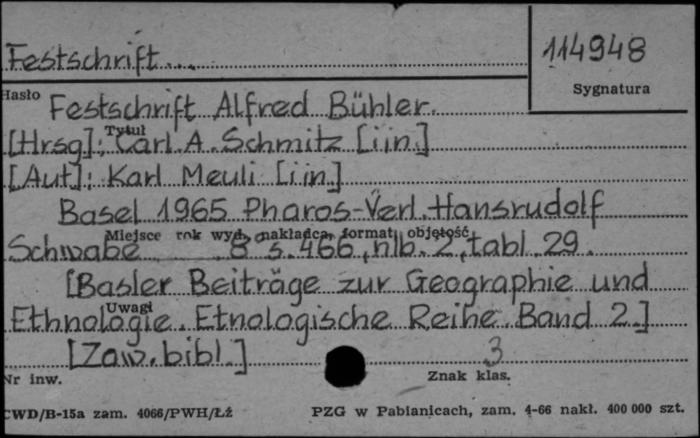 Festschrift...
114948
Sygnatura
Hasło
Festschrift Alfred Bühler.
Tytuł
[Hrsg]: Carl A. Schmitz [i in.]
[Aut]: Karl Meuli [i in.]
Basel 1965 Pharos-Verl. Hansrudolf
Miejsce rok wyd. nakładca, format, objętość
Schwabe 8° s. 466, nlb. 2, tabl. 29.
[Basler Beiträge zur Geographie und
Uwagi
Ethnologie. Etnologische Reihe. Band 2.]
[Zaw. bibl.]
3
Nr inw.
Znak klas.
CWD/B-15a zam. 4066/PWH/Łź
PZG w Pabianicach, zam. 4-66 nakł. 400 000 szt.